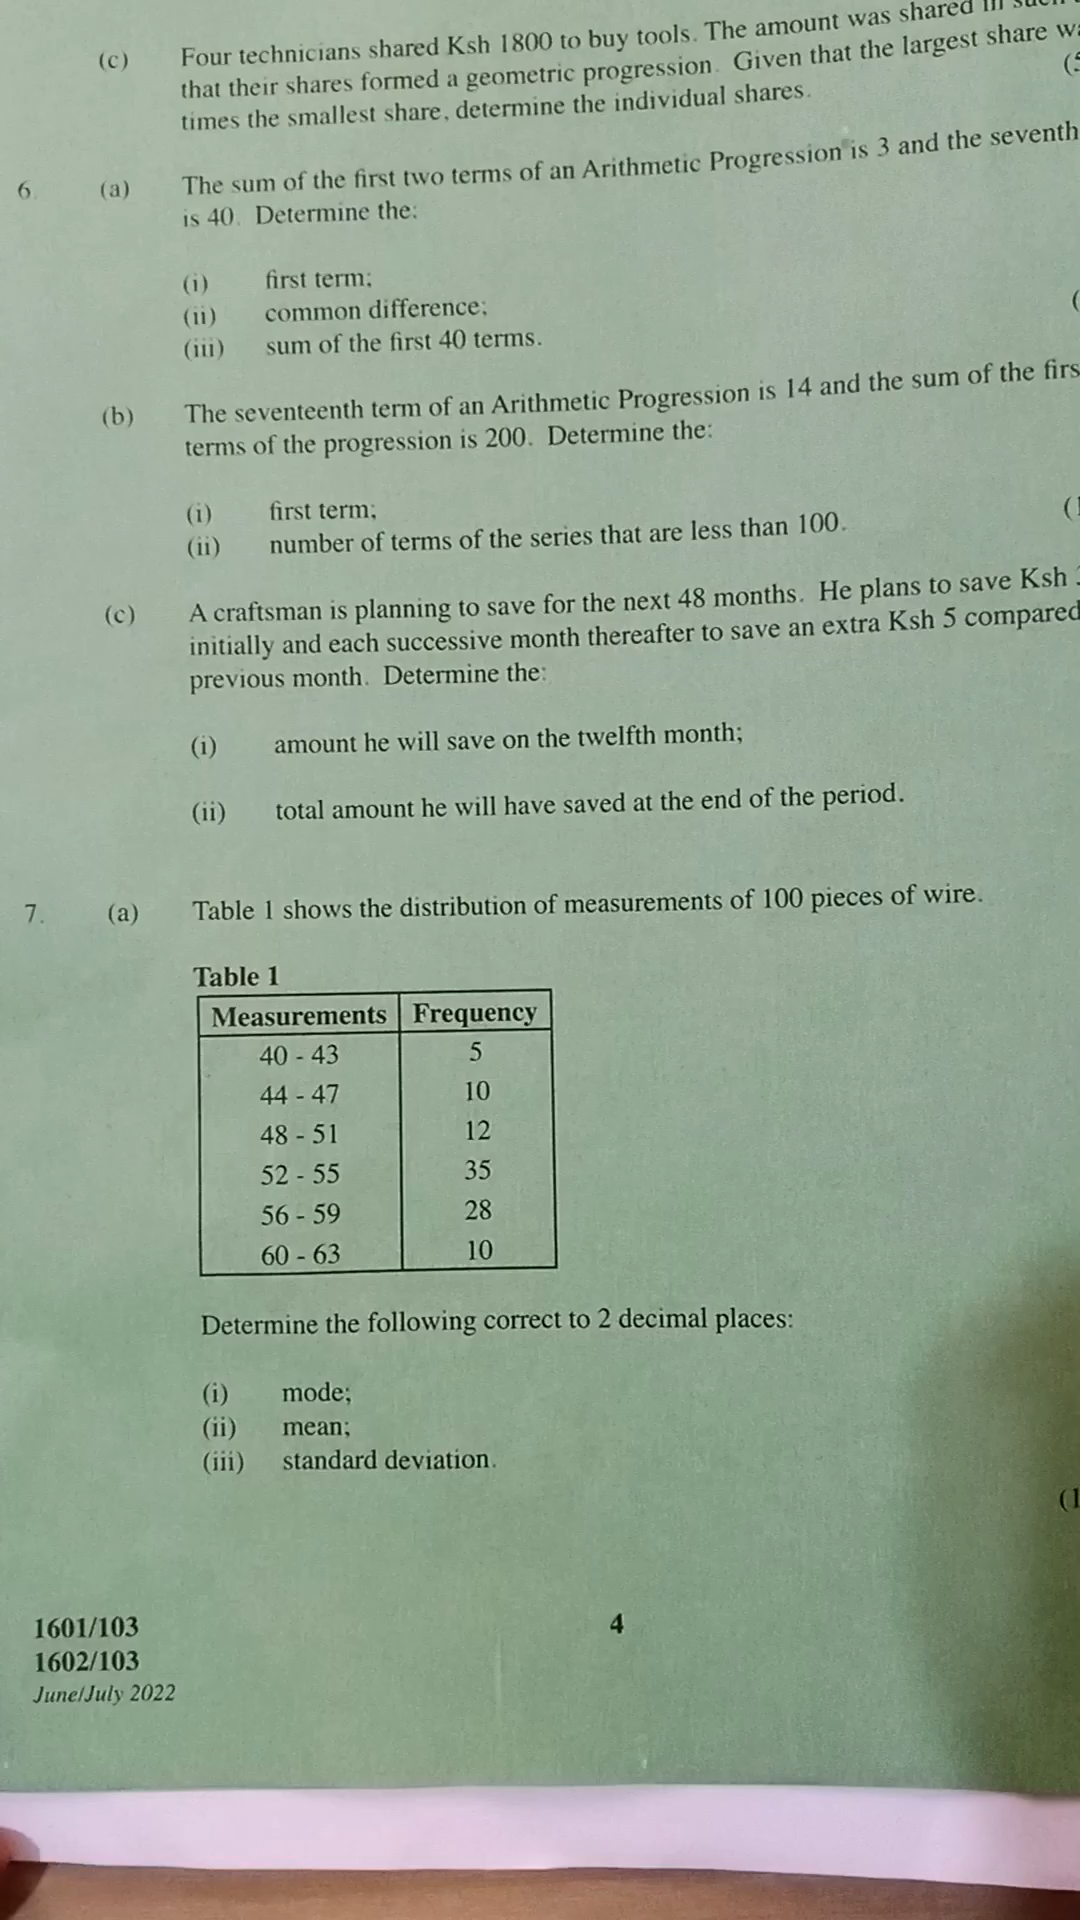 (c) Four technicians shared Ksh 1800 to buy tools. The amount was shared in
that their shares formed a geometric progression. Given that the largest share
times the smallest share, determine the individual shares.
6. (a) The sum of the first two terms of an Arithmetic Progression is 3 and the seventh
is 40. Determine the:
(i) first term;
(ii) common difference;
(iii) sum of the first 40 terms.
(b) The seventeenth term of an Arithmetic Progression is 14 and the sum of the
terms of the progression is 200. Determine the:
(i) first term;
(ii) number of terms of the series that are less than 100.
(c) A craftsman is planning to save for the next 48 months. He plans to save Ksh
initially and each successive month thereafter to save an extra Ksh 5 compared
previous month. Determine the:
(i) amount he will save on the twelfth month;
(ii) total amount he will have saved at the end of the period.
7. (a) Table 1 shows the distribution of measurements of 100 pieces of wire.
Table 1
Measurements Frequency
40 - 43 5
44 - 47 10
48 - 51 12
52 - 55 35
56 - 59 28
60 - 63 10
Determine the following correct to 2 decimal places:
(i) mode;
(ii) mean;
(iii) standard deviation.
1601/103
1602/103
June/July 2022
4